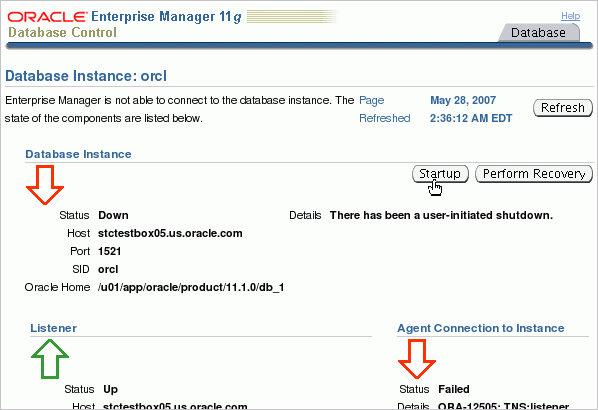 ORACLE Enterprise Manager 11g
Database Control
Help
Database
Database Instance: orcl
Enterprise Manager is not able to connect to the database instance. The
state of the components are listed below.
Page Refreshed May 28, 2007 2:36:12 AM EDT
Refresh
Database Instance
Startup Perform Recovery
Status Down
Details There has been a user-initiated shutdown.
Host stctestbox05.us.oracle.com
Port 1521
SID orcl
Oracle Home /u01/app/oracle/product/11.1.0/db_1
Listener
Status Up
Host stctestbox05.us.oracle.com
Agent Connection to Instance
Status Failed
Details ORA-12505: TNS:listener